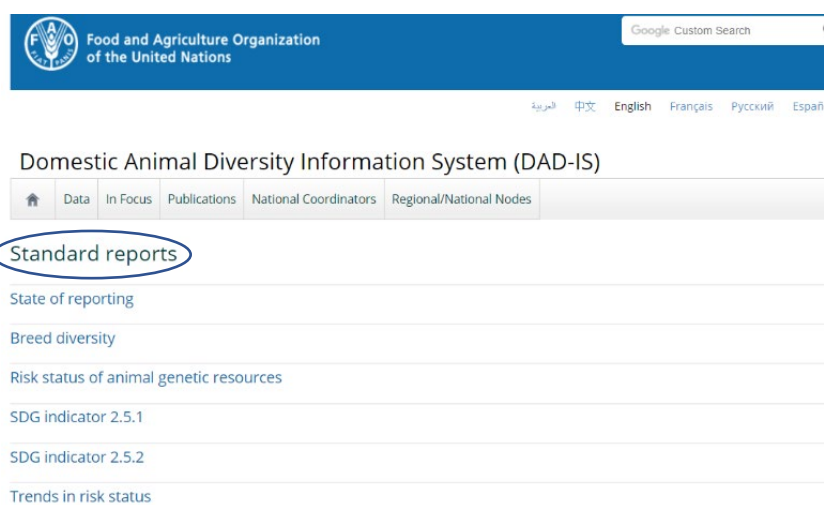 Food and Agriculture Organization
of the United Nations
Google Custom Search
العربية 中文 English Français Русский Españ
Domestic Animal Diversity Information System (DAD-IS)
Data In Focus Publications National Coordinators Regional/National Nodes
Standard reports
State of reporting
Breed diversity
Risk status of animal genetic resources
SDG indicator 2.5.1
SDG indicator 2.5.2
Trends in risk status